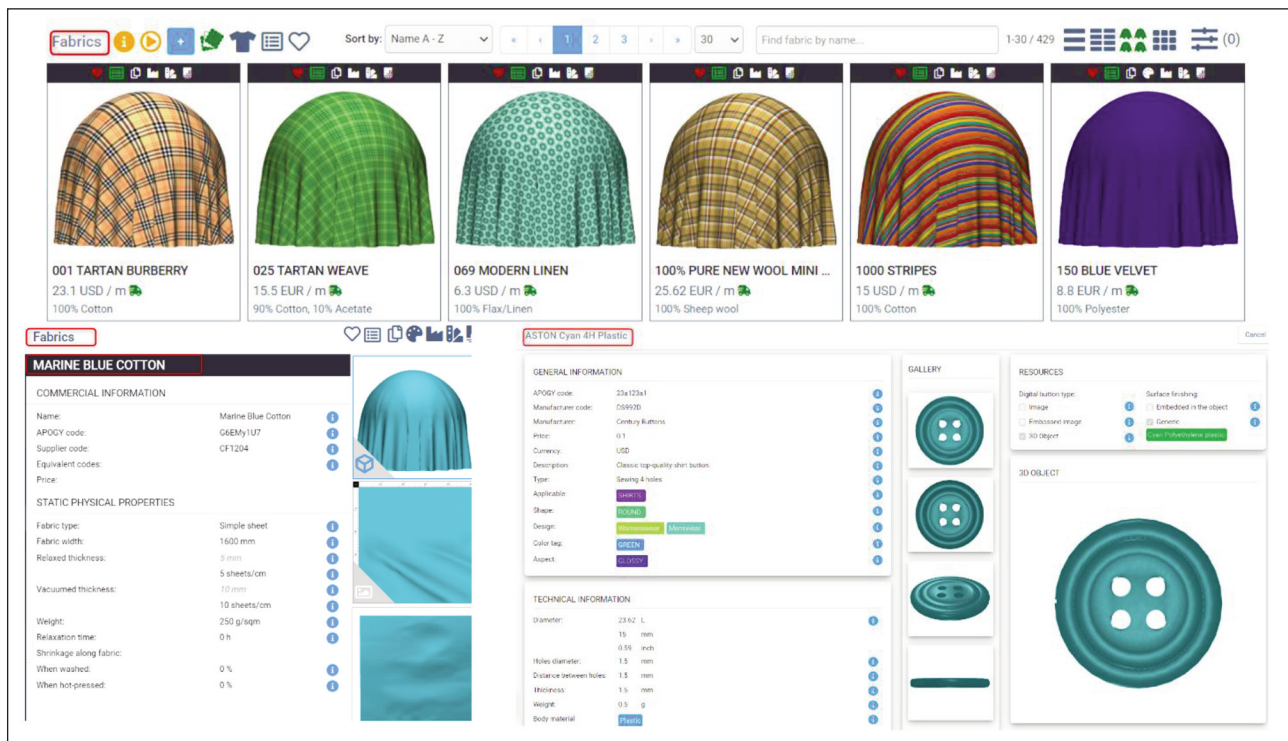 Fabrics
Sort by: Name A - Z « ‹ 1 2 3 › » 30 Find fabric by name... 1-30 / 429 (0)
001 TARTAN BURBERRY
23.1 USD / m
100% Cotton
025 TARTAN WEAVE
15.5 EUR / m
90% Cotton, 10% Acetate
069 MODERN LINEN
6.3 USD / m
100% Flax/Linen
100% PURE NEW WOOL MINI ...
25.62 EUR / m
100% Sheep wool
1000 STRIPES
15 USD / m
100% Cotton
150 BLUE VELVET
8.8 EUR / m
100% Polyester
Fabrics
MARINE BLUE COTTON
COMMERCIAL INFORMATION
Name: Marine Blue Cotton
APOGY code: G6EMy1U7
Supplier code: CF1204
Equivalent codes:
Price:
STATIC PHYSICAL PROPERTIES
Fabric type: Simple sheet
Fabric width: 1600 mm
Relaxed thickness: 5 mm
5 sheets/cm
Vacuumed thickness: 10 mm
10 sheets/cm
Weight: 250 g/sqm
Relaxation time: 0 h
Shrinkage along fabric:
When washed: 0 %
When hot-pressed: 0 %
ASTON Cyan 4H Plastic
Cancel
GENERAL INFORMATION
APOGY code: 23a123a1
Manufacturer code: DS992D
Manufacturer: Century Buttons
Price: 0.1
Currency: USD
Description: Classic top-quality shirt button
Type: Sewing 4 holes
Applicable: SHIRTS
Shape: ROUND
Design: Womenswear Menswear
Color tag: GREEN
Aspect: GLOSSY
TECHNICAL INFORMATION
Diameter: 23.62 L
15 mm
0.59 inch
Holes diameter: 1.5 mm
Distance between holes: 1.5 mm
Thickness: 1.5 mm
Weight: 0.5 g
Body material Plastic
GALLERY
RESOURCES
Digital button type:
Image
Embossed image
3D Object
Surface finishing:
Embedded in the object
Generic
Cyan Polyethylene plastic
3D OBJECT